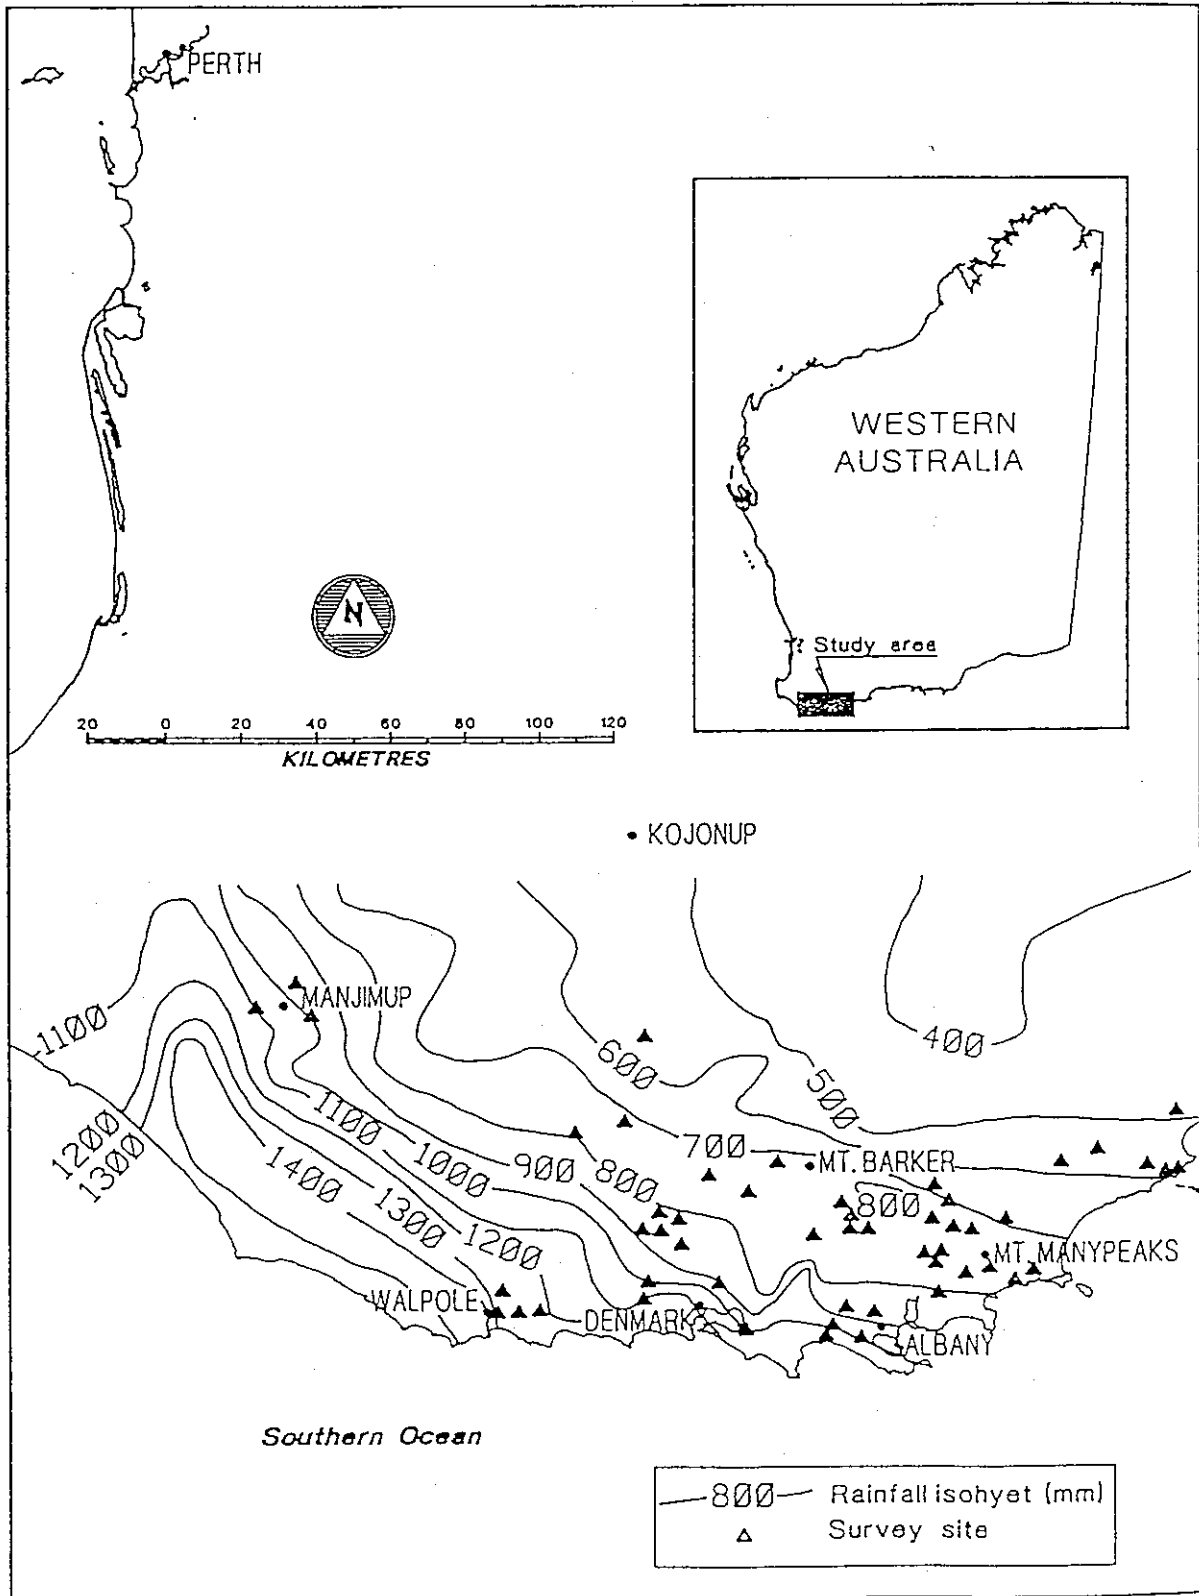 PERTH
WESTERN
AUSTRALIA
Study area
N
20 0 20 40 60 80 100 120
KILOMETRES
KOJONUP
MANJIMUP
1100
400
600
500
1200
1300
1100
1000
900
800
700
MT. BARKER
1400
1300
1200
800
MT. MANYPEAKS
WALPOLE
DENMARK
ALBANY
Southern Ocean
800 Rainfall isohyet (mm)
Survey site